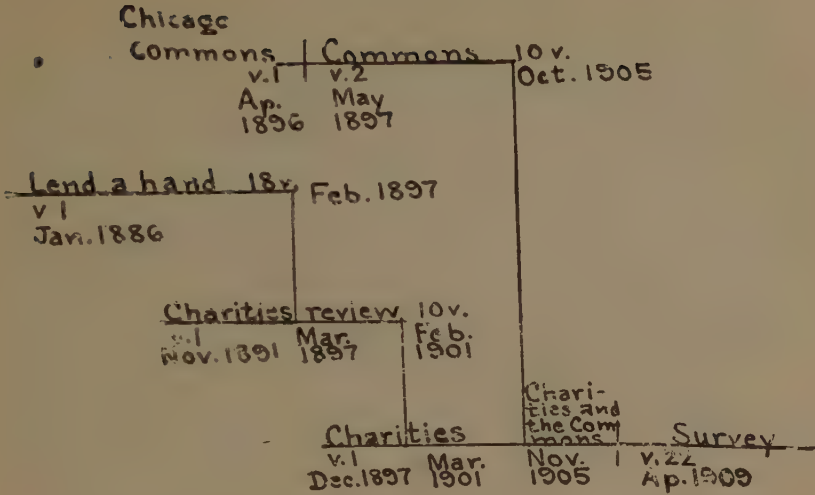 Chicago
Commons | Commons 10 v.
v.1 v.2 Oct. 1905
Ap. May
1896 1897
Lend a hand 18v. Feb. 1897
v 1
Jan. 1886
Charities review 10v.
v.1 Mar. Feb.
Nov. 1891 1897 1901
Chari-
ties and
the Com
mons
Charities Survey
v.1 Mar. Nov. v.22
Dec. 1897 1901 1905 Ap. 1909